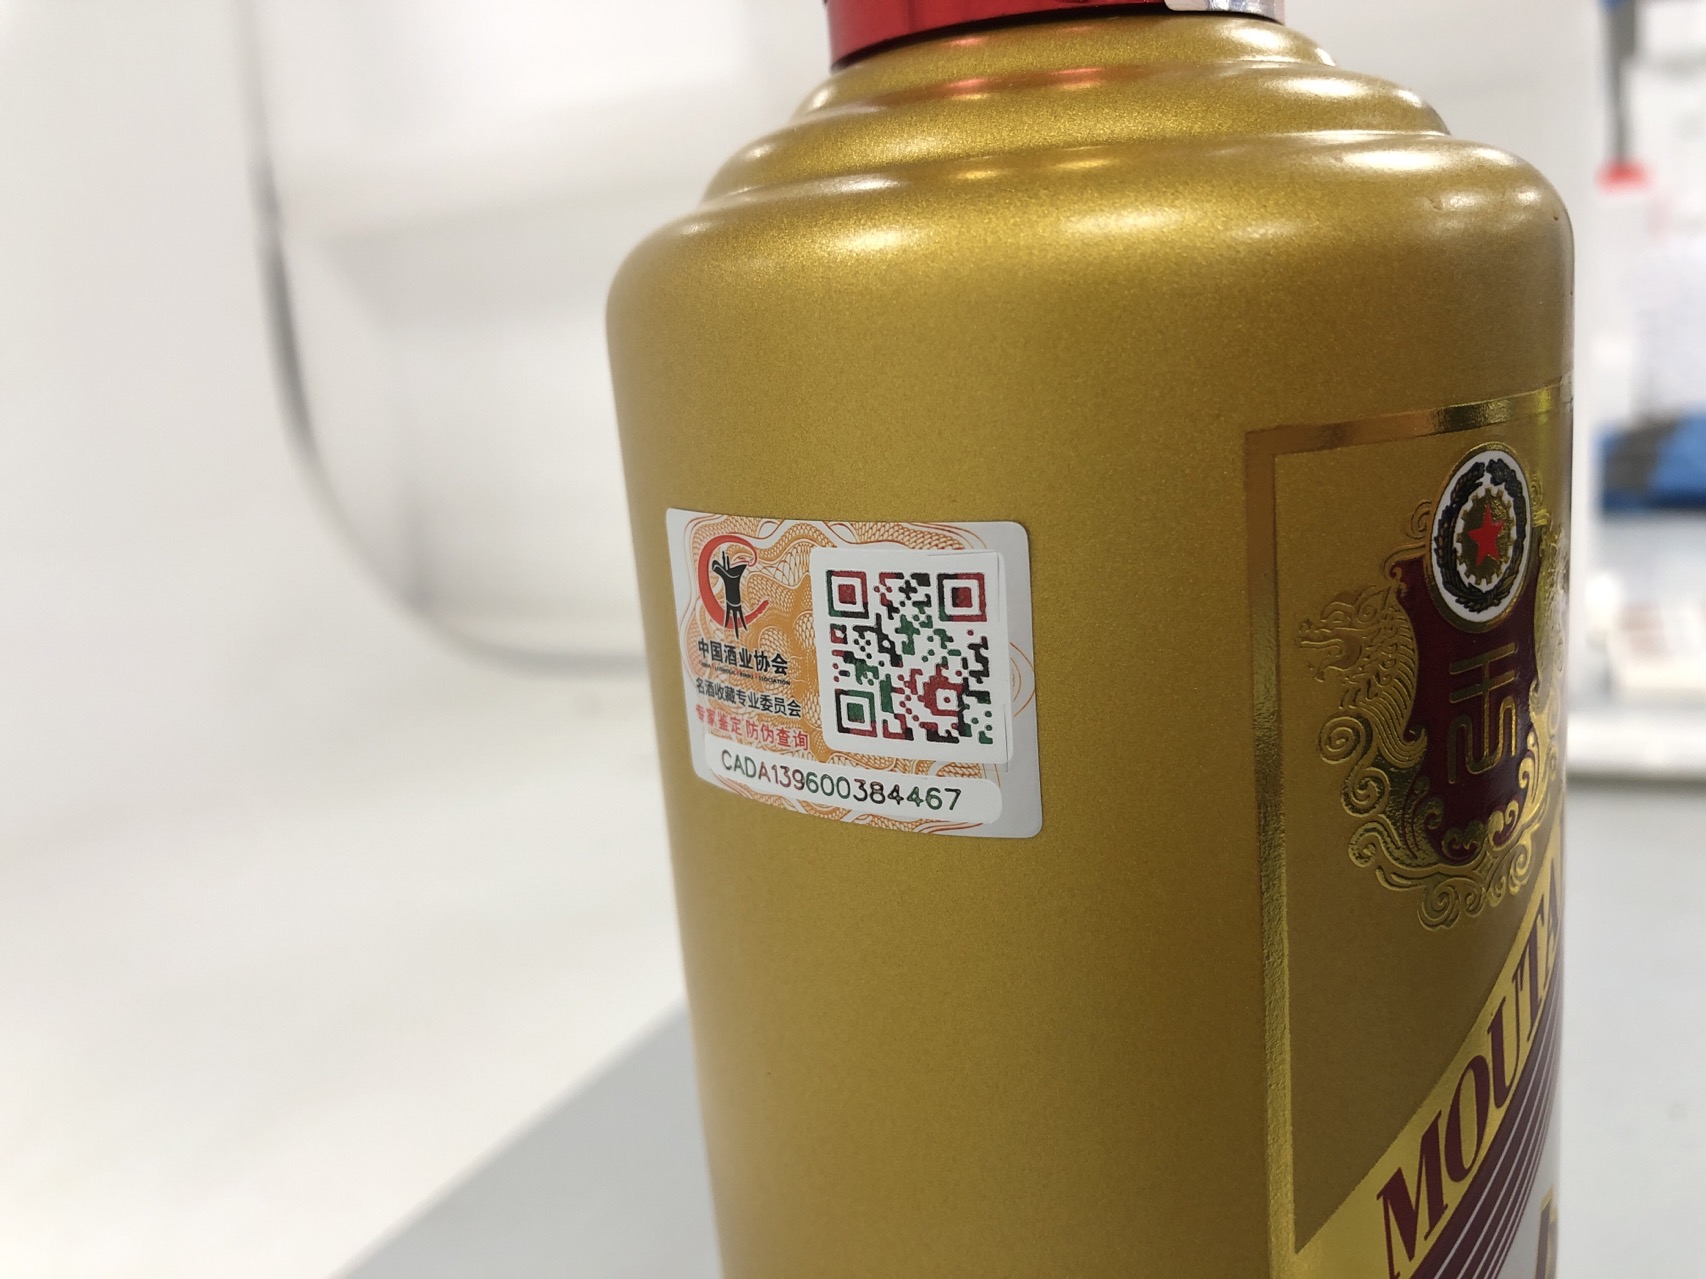 中国酒业协会
名酒收藏专业委员会
专家鉴定 防伪查询
CADA139600384467
MOUTA